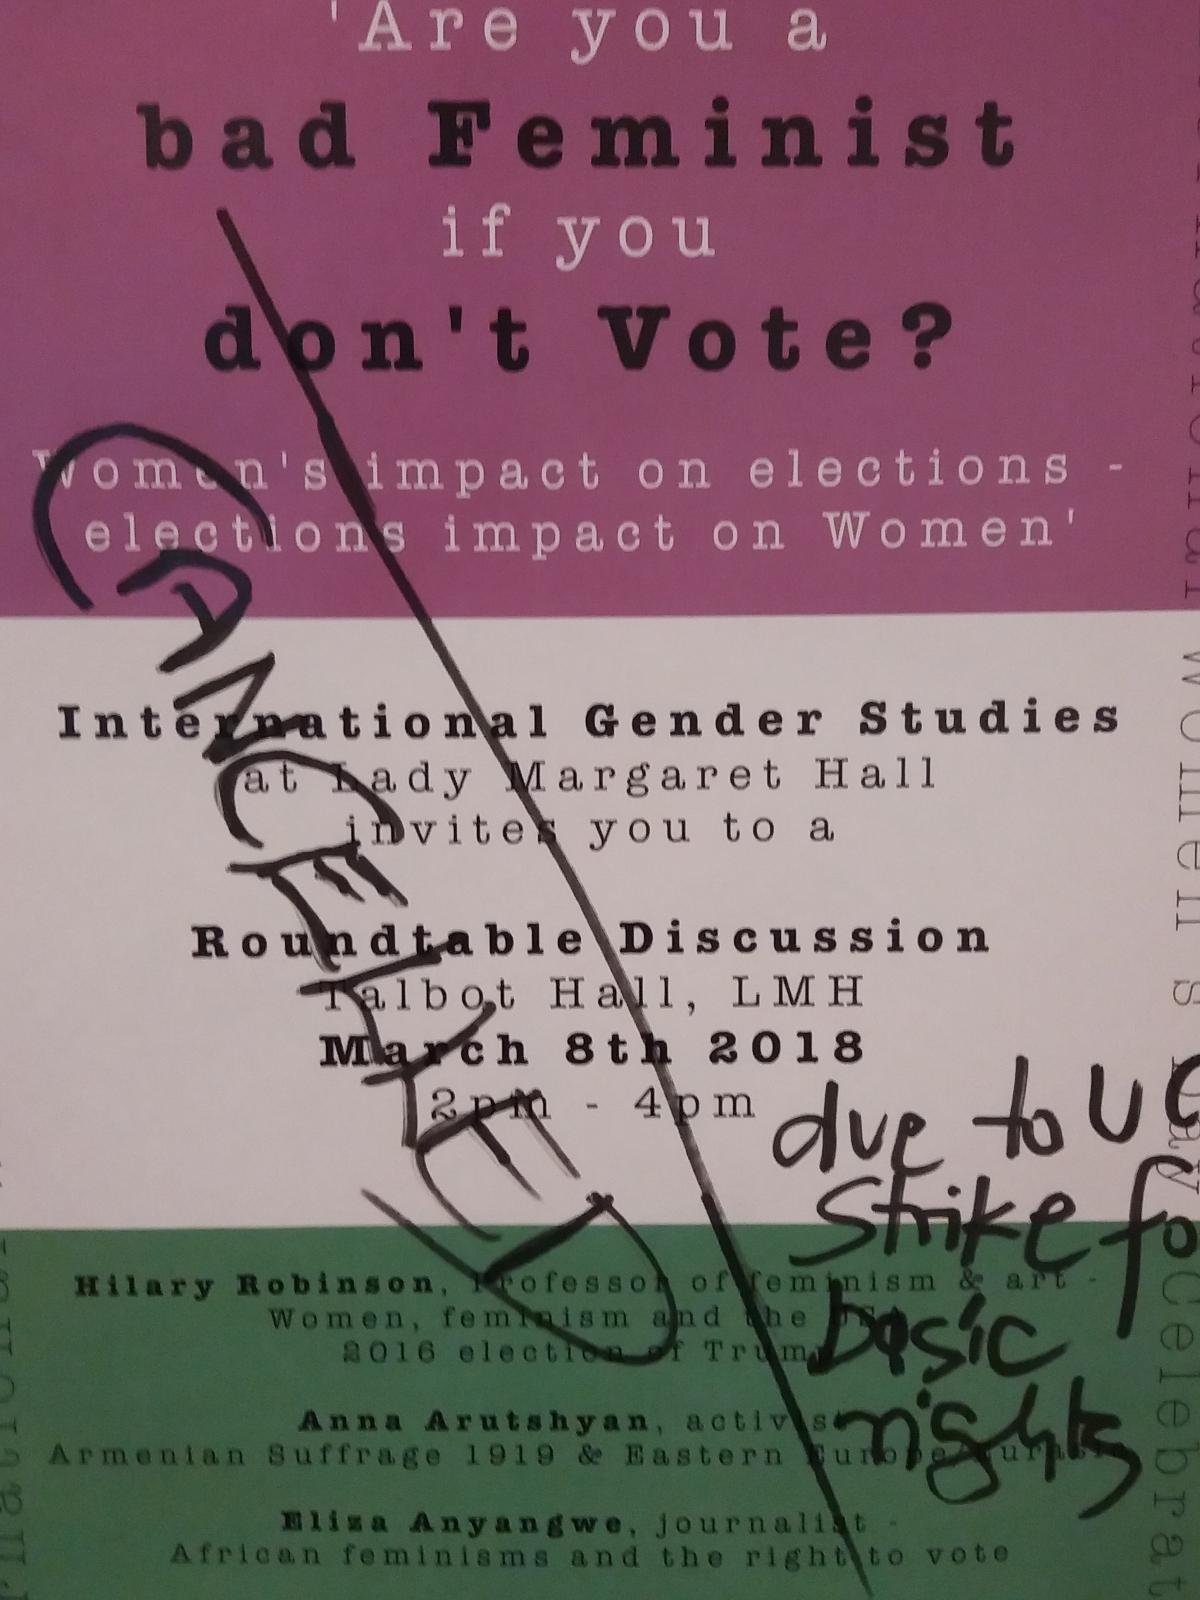 'Are you a
bad Feminist
if you
don't Vote?
Women's impact on elections -
elections impact on Women'
International Gender Studies
at Lady Margaret Hall
invites you to a
Roundtable Discussion
Talbot Hall, LMH
March 8th 2018
2pm - 4pm
CANCELLED
due to UC
strike fo
basic
rights
Hilary Robinson, Professor of feminism & art -
Women, feminism and the USA
2016 election of Trump
Anna Arutshyan, activist
Armenian Suffrage 1919 & Eastern Europe/
Eliza Anyangwe, journalist -
African feminisms and the right to vote
women's
Celebrat